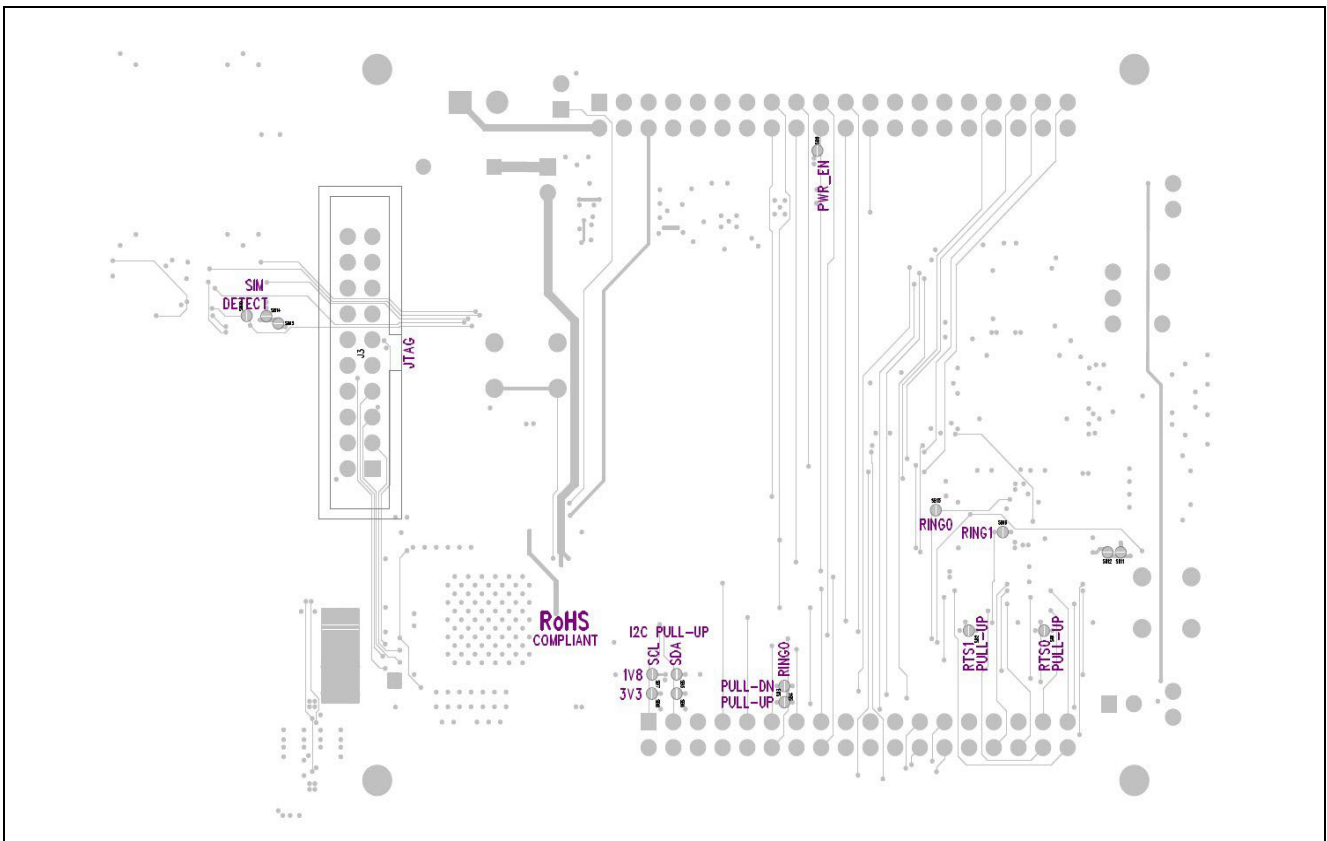 PWR_EN
SIM
DETECT
SB14
J3
JTAG
RING0
RING1
RoHS
COMPLIANT
I2C PULL-UP
SCL
SDA
1V8
3V3
RING0
PULL-DN
PULL-UP
RTS1
PULL-UP
RTS0
PULL-UP